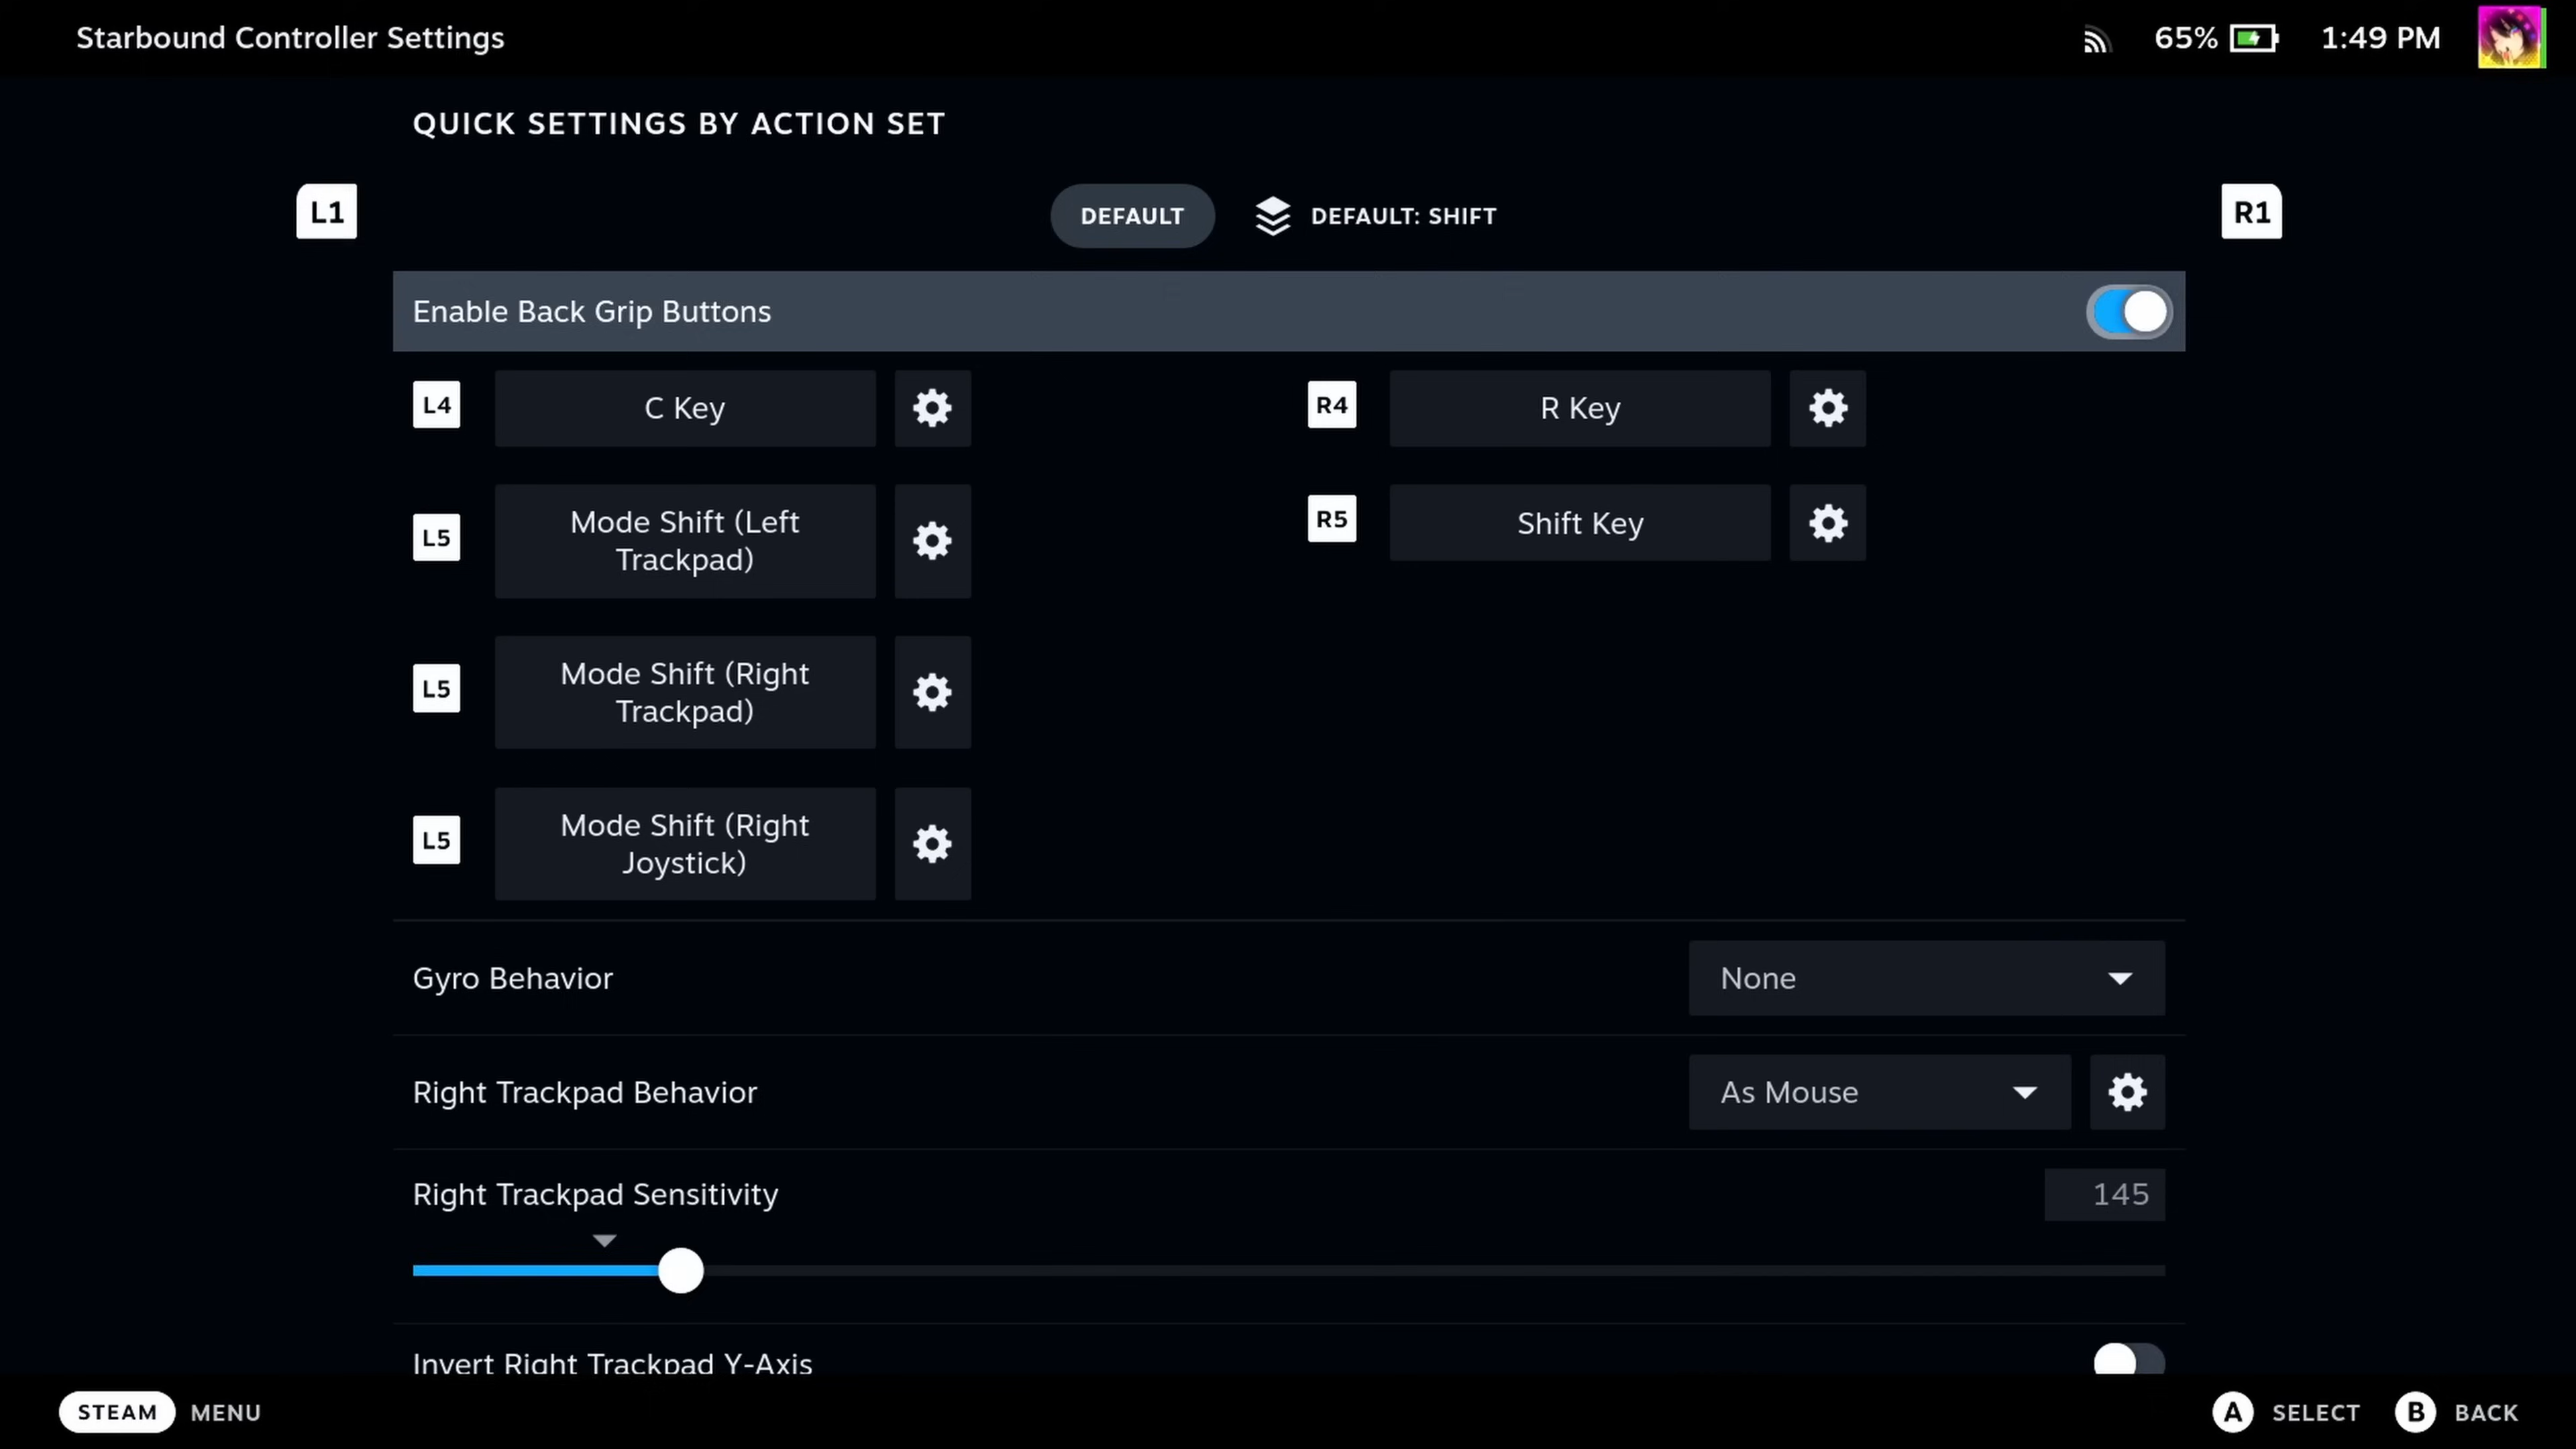 Starbound Controller Settings
65%
1:49 PM
QUICK SETTINGS BY ACTION SET
L1
DEFAULT
DEFAULT: SHIFT
R1
Enable Back Grip Buttons
L4
C Key
R4
R Key
L5
Mode Shift (Left
Trackpad)
R5
Shift Key
L5
Mode Shift (Right
Trackpad)
L5
Mode Shift (Right
Joystick)
Gyro Behavior
None
Right Trackpad Behavior
As Mouse
Right Trackpad Sensitivity
145
Invert Right Trackpad Y-Axis
STEAM
MENU
A
SELECT
B
BACK